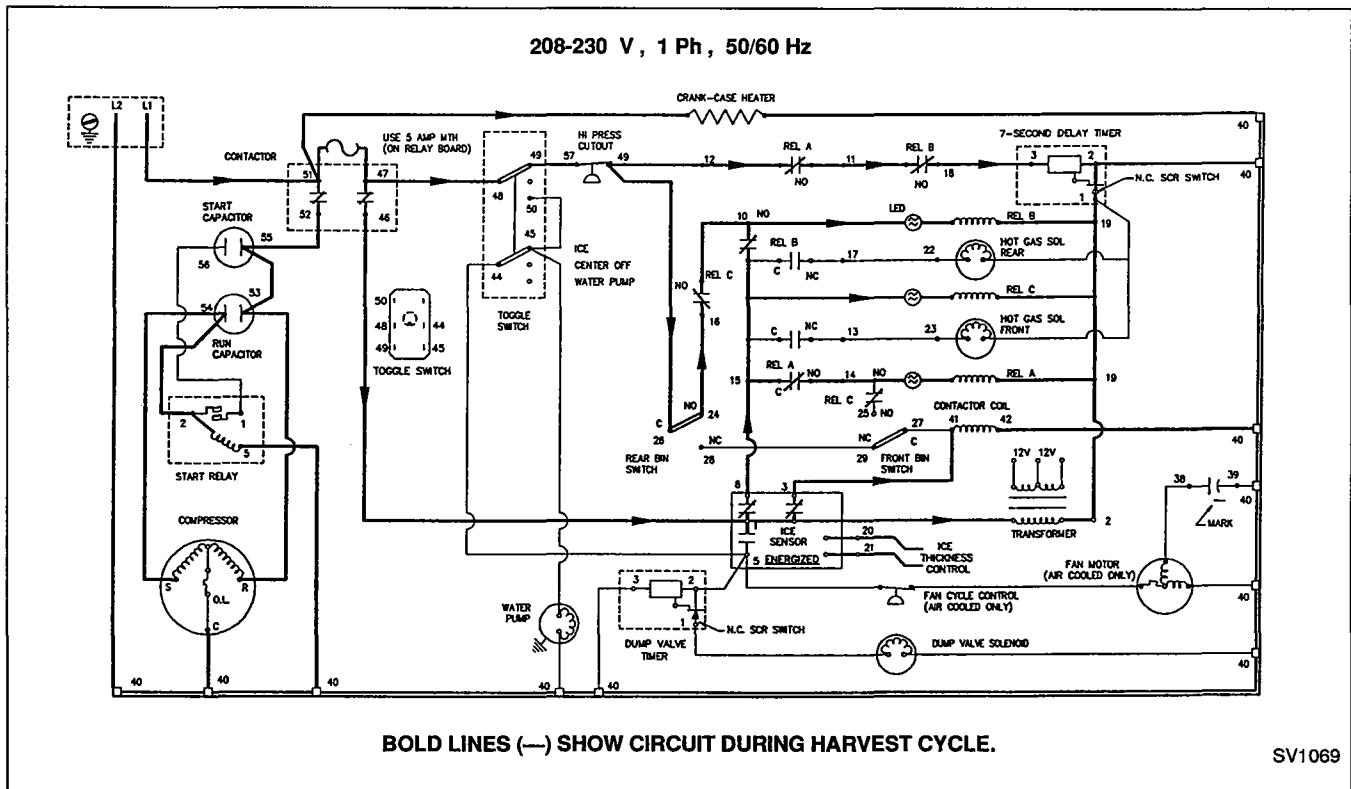 208-230 V , 1 Ph , 50/60 Hz
L2 L1
CRANK-CASE HEATER
40
USE 5 AMP MTH
(ON RELAY BOARD)
HI PRESS
CUTOUT
7-SECOND DELAY TIMER
CONTACTOR
51 47
49 57 49 12
REL A
11
REL B
18
3 2
40
NO NO
N.C. SCR SWITCH
1
52 46
48
50
START
CAPACITOR
55
56
45
44
ICE
CENTER OFF
WATER PUMP
10 NO
LED
REL B
19
REL B
C NC
17 22
HOT GAS SOL
REAR
REL C
NO
16
REL C
54 53
RUN
CAPACITOR
50
48 44
49 45
TOGGLE SWITCH
TOGGLE
SWITCH
C NC
13 23
HOT GAS SOL
FRONT
15
REL A
C NO
14
REL A
19
REL C
25 NO
2 1
5
START RELAY
C
26
NO
24
REAR BIN
SWITCH
NC
28
NC
29
27
C
FRONT BIN
SWITCH
CONTACTOR COIL
41 42
40
12V 12V
TRANSFORMER
2
38 39
40
MARK
8 3
1
ICE
SENSOR
ENERGIZED
5
20
21
ICE
THICKNESS
CONTROL
COMPRESSOR
S R
O.L.
C
FAN MOTOR
(AIR COOLED ONLY)
40
FAN CYCLE CONTROL
(AIR COOLED ONLY)
WATER
PUMP
3 2
1
N.C. SCR SWITCH
DUMP VALVE
TIMER
DUMP VALVE SOLENOID
40
40 40 40 40 40
BOLD LINES (—) SHOW CIRCUIT DURING HARVEST CYCLE.
SV1069